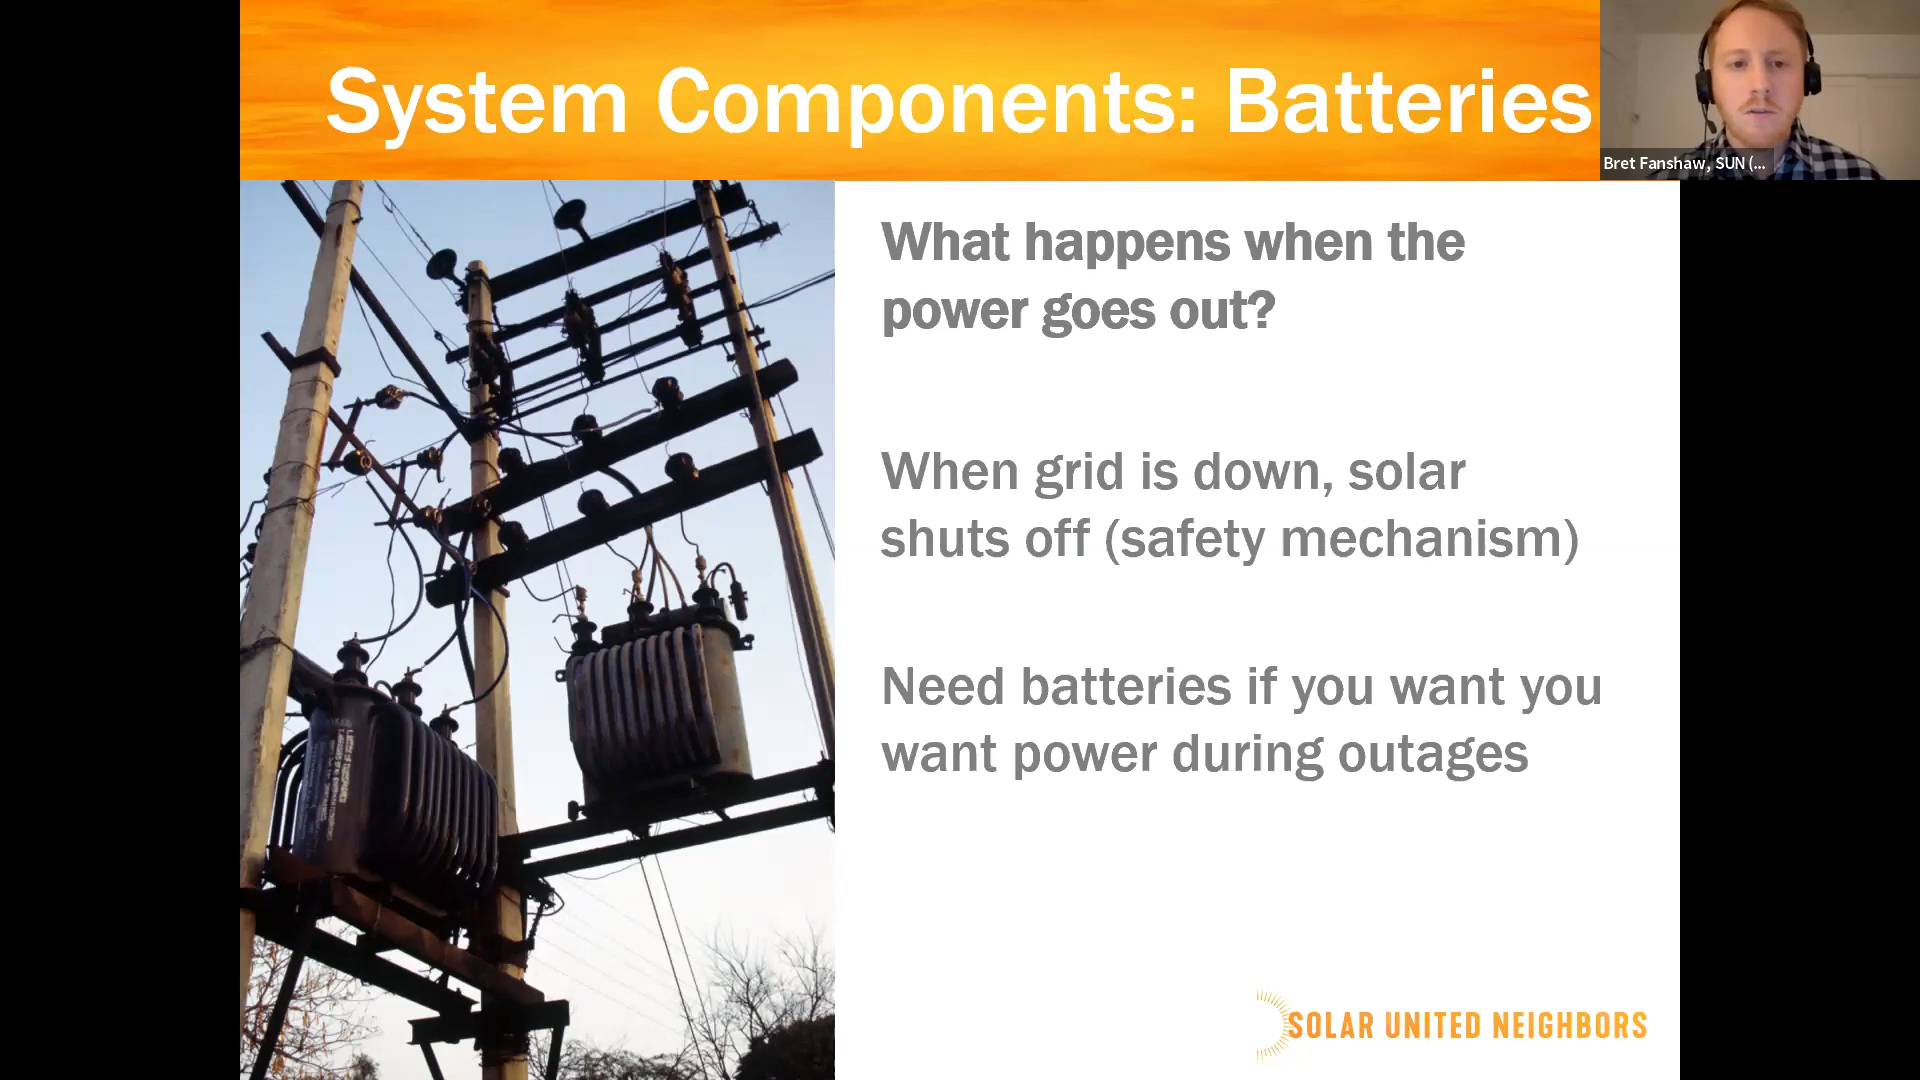 System Components: Batteries
Bret Fanshaw, SUN (...
What happens when the
power goes out?
When grid is down, solar
shuts off (safety mechanism)
Need batteries if you want you
want power during outages
SOLAR UNITED NEIGHBORS